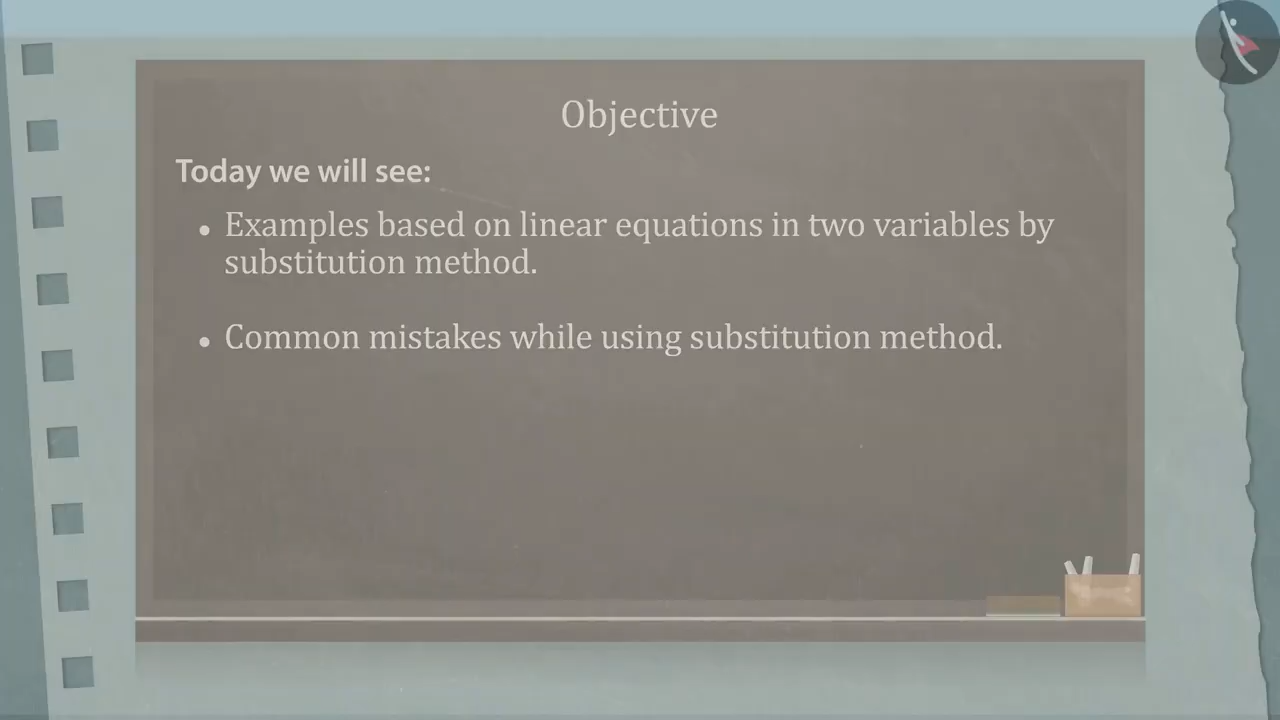 Objective
Today we will see:
• Examples based on linear equations in two variables by
substitution method.
• Common mistakes while using substitution method.